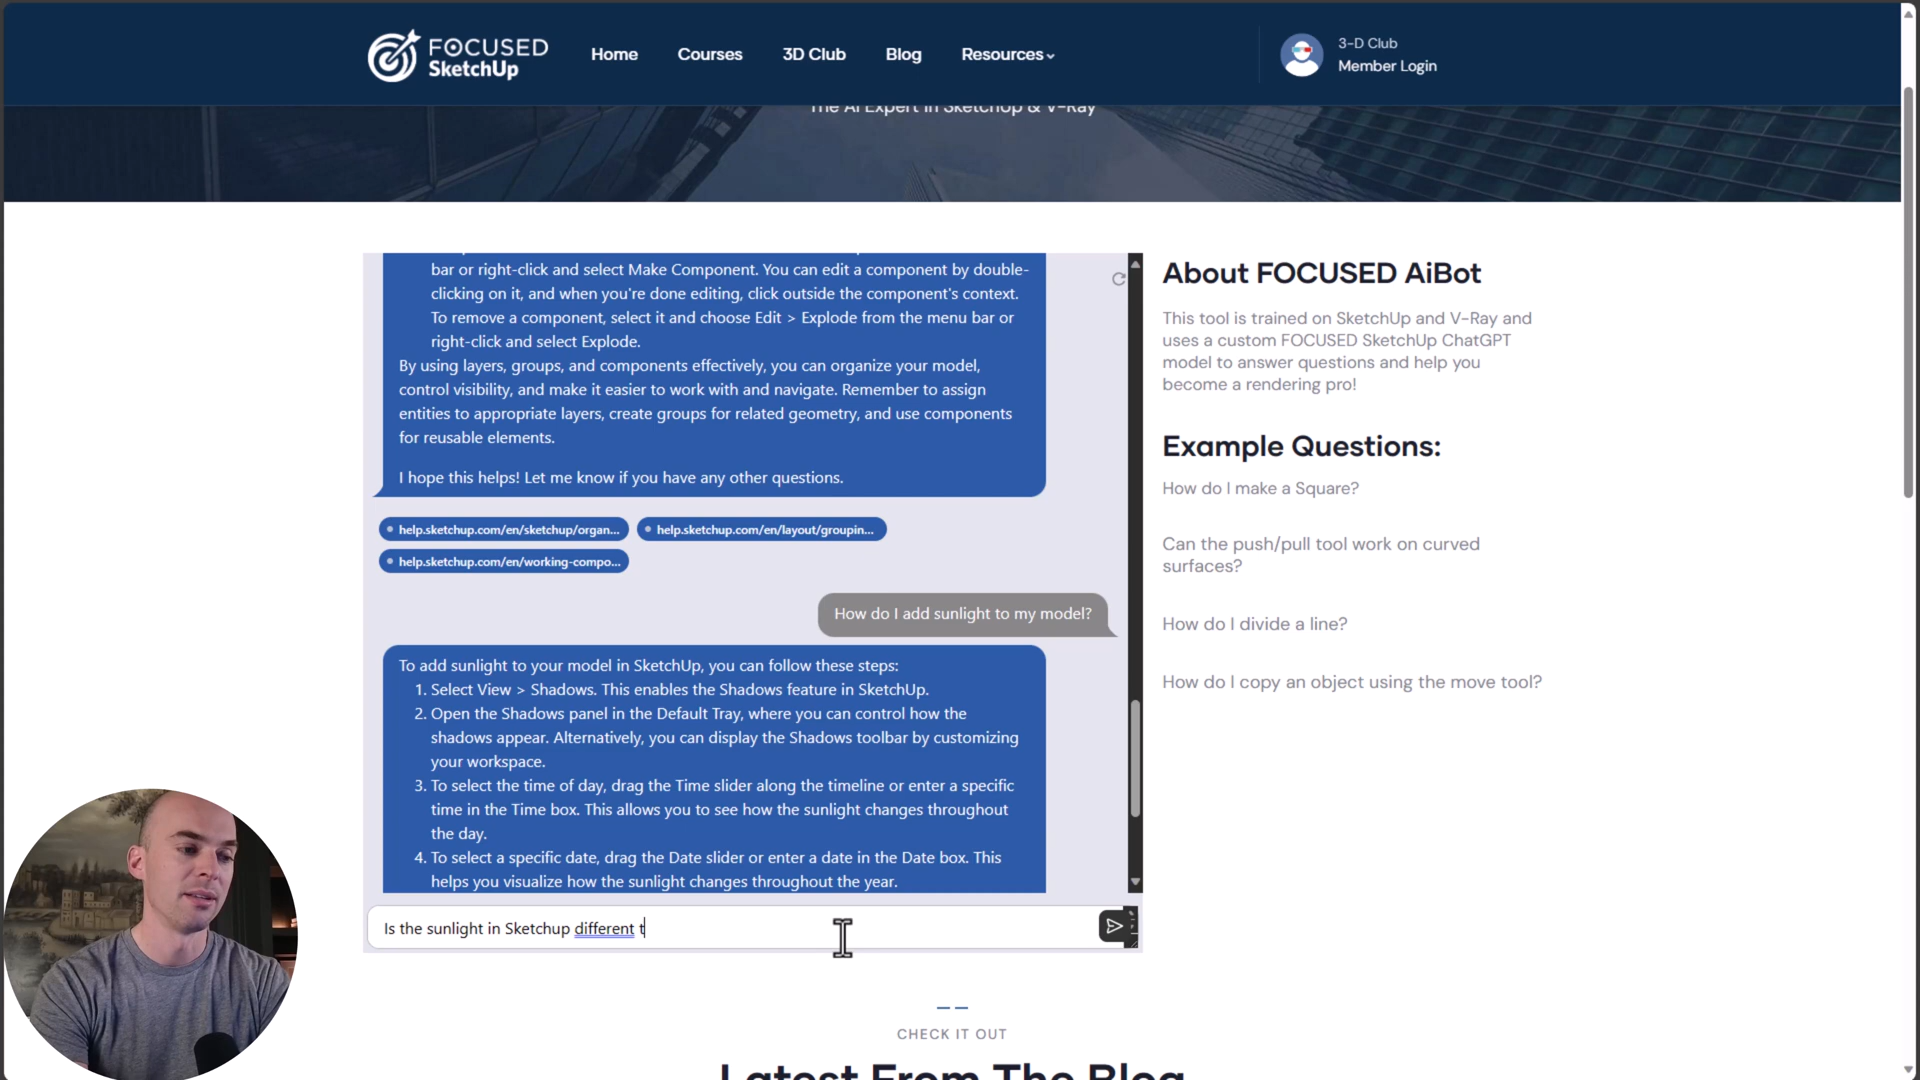 FOCUSED
SketchUp
Home
Courses
3D Club
Blog
Resources
3-D Club
Member Login
The AI Expert in SketchUp & V-Ray
bar or right-click and select Make Component. You can edit a component by double-
clicking on it, and when you're done editing, click outside the component's context.
To remove a component, select it and choose Edit > Explode from the menu bar or
right-click and select Explode.
By using layers, groups, and components effectively, you can organize your model,
control visibility, and make it easier to work with and navigate. Remember to assign
entities to appropriate layers, create groups for related geometry, and use components
for reusable elements.
I hope this helps! Let me know if you have any other questions.
help.sketchup.com/en/sketchup/organ...
help.sketchup.com/en/layout/groupin...
help.sketchup.com/en/working-compo...
How do I add sunlight to my model?
To add sunlight to your model in SketchUp, you can follow these steps:
1. Select View > Shadows. This enables the Shadows feature in SketchUp.
2. Open the Shadows panel in the Default Tray, where you can control how the
shadows appear. Alternatively, you can display the Shadows toolbar by customizing
your workspace.
3. To select the time of day, drag the Time slider along the timeline or enter a specific
time in the Time box. This allows you to see how the sunlight changes throughout
the day.
4. To select a specific date, drag the Date slider or enter a date in the Date box. This
helps you visualize how the sunlight changes throughout the year.
Is the sunlight in Sketchup different t
About FOCUSED AiBot
This tool is trained on SketchUp and V-Ray and
uses a custom FOCUSED SketchUp ChatGPT
model to answer questions and help you
become a rendering pro!
Example Questions:
How do I make a Square?
Can the push/pull tool work on curved
surfaces?
How do I divide a line?
How do I copy an object using the move tool?
CHECK IT OUT
Latest From The Blog